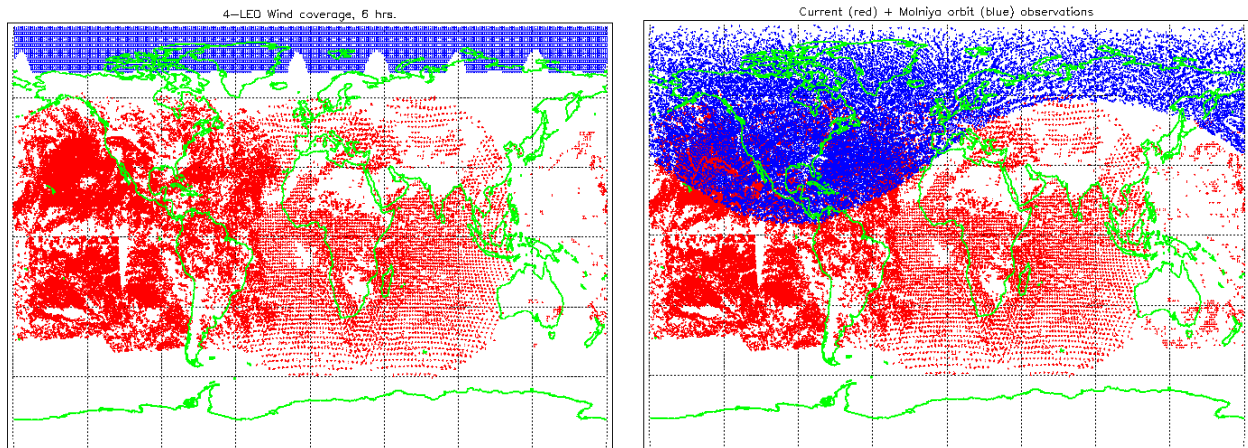 4-LEO Wind coverage, 6 hrs.
Current (red) + Molniya orbit (blue) observations